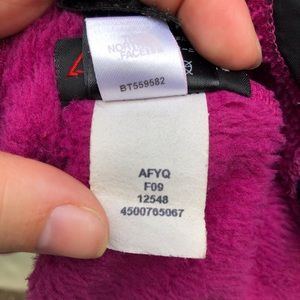 THE
NORTH
FACE
BT559582
AFYQ
F09
12548
4500765067